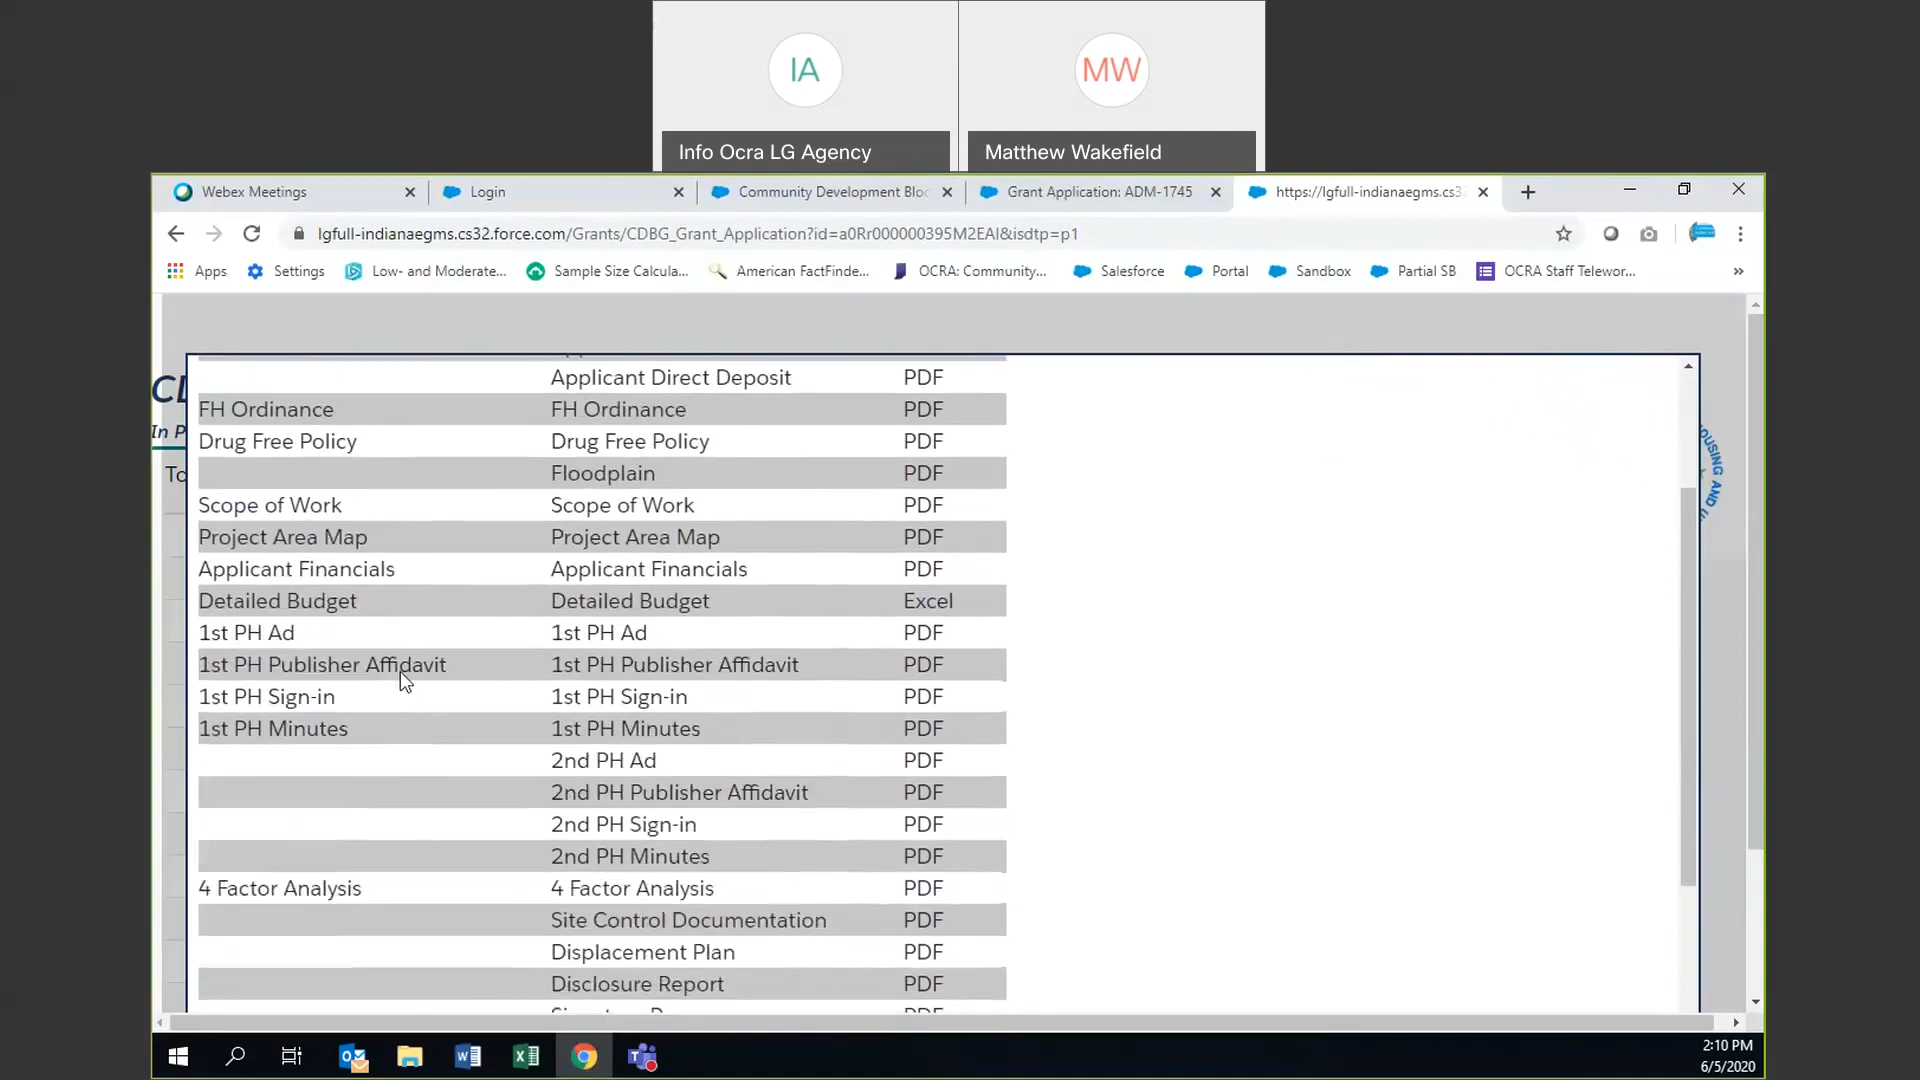 IA
MW
Info Ocra LG Agency
Matthew Wakefield
Webex Meetings
Login
Community Development Bloc
Grant Application: ADM-1745
https://lgfull-indianaegms.cs32
lgfull-indianaegms.cs32.force.com/Grants/CDBG_Grant_Application?id=a0Rr000000395M2EAI&isdtp=p1
Apps
Settings
Low- and Moderate...
Sample Size Calcula...
American FactFinde...
OCRA: Community...
Salesforce
Portal
Sandbox
Partial SB
OCRA Staff Telewor...
»
In P
To
OUSING AND U
Applicant Direct Deposit PDF
FH Ordinance FH Ordinance PDF
Drug Free Policy Drug Free Policy PDF
Floodplain PDF
Scope of Work Scope of Work PDF
Project Area Map Project Area Map PDF
Applicant Financials Applicant Financials PDF
Detailed Budget Detailed Budget Excel
1st PH Ad 1st PH Ad PDF
1st PH Publisher Affidavit 1st PH Publisher Affidavit PDF
1st PH Sign-in 1st PH Sign-in PDF
1st PH Minutes 1st PH Minutes PDF
2nd PH Ad PDF
2nd PH Publisher Affidavit PDF
2nd PH Sign-in PDF
2nd PH Minutes PDF
4 Factor Analysis 4 Factor Analysis PDF
Site Control Documentation PDF
Displacement Plan PDF
Disclosure Report PDF
2:10 PM
6/5/2020